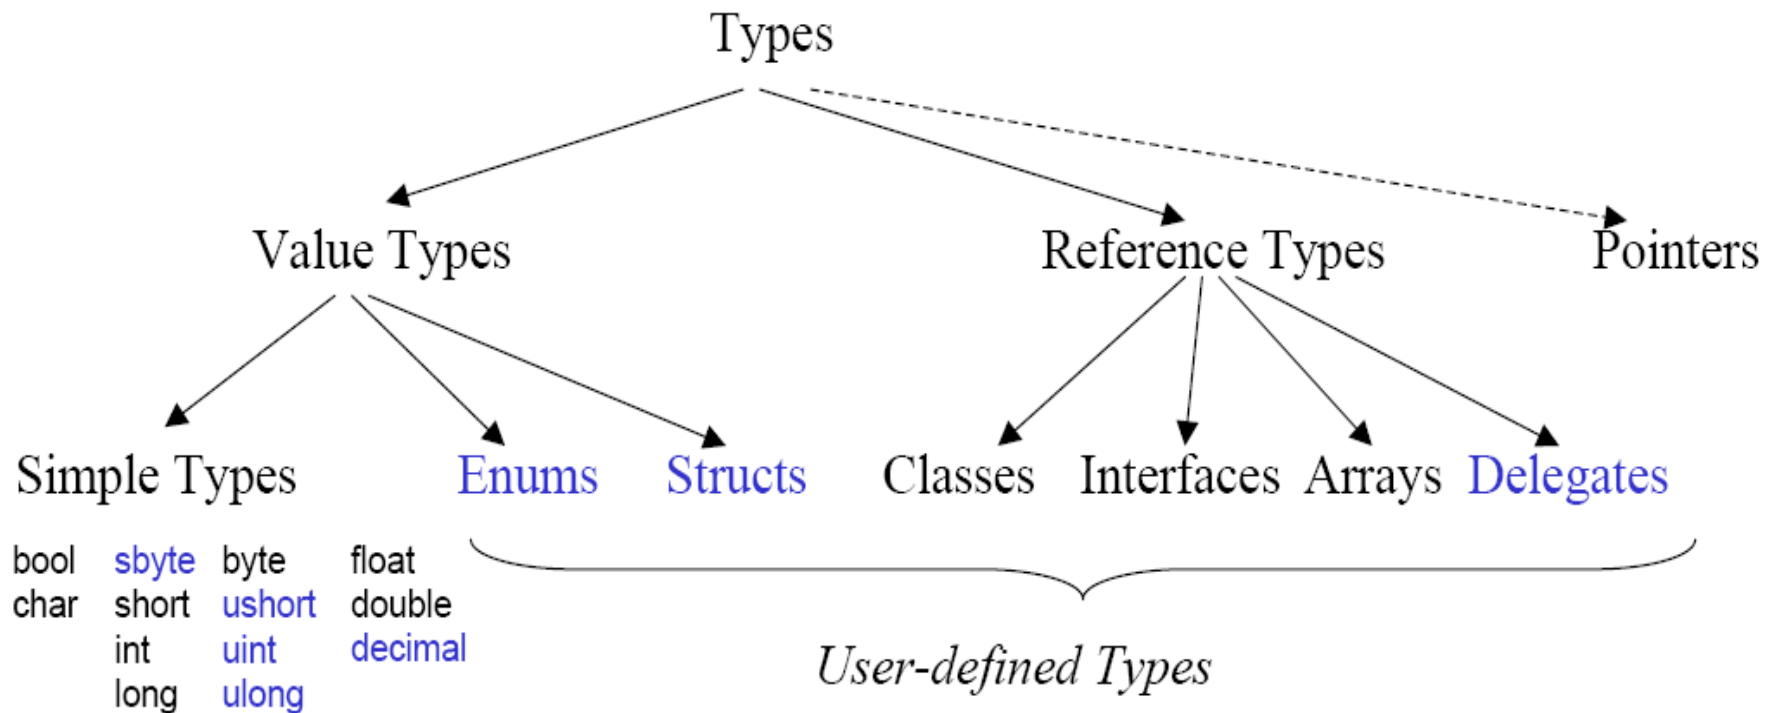 Types
Value Types Reference Types Pointers
Simple Types Enums Structs Classes Interfaces Arrays Delegates
bool sbyte byte float
char short ushort double
int uint decimal
long ulong
User-defined Types